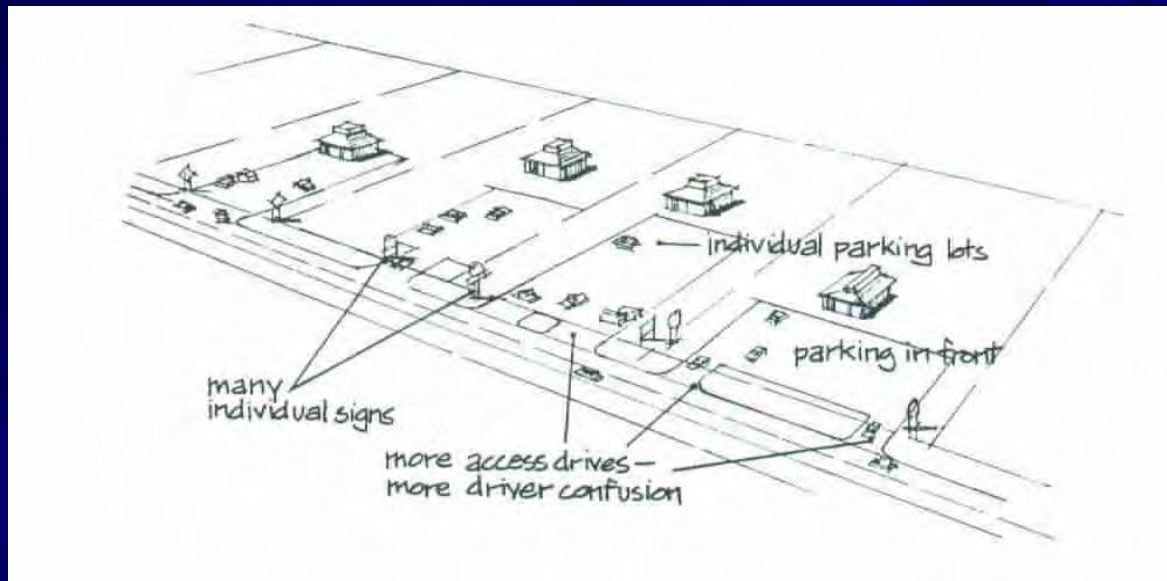 individual parking lots
parking in front
many
individual signs
more access drives—
more driver confusion